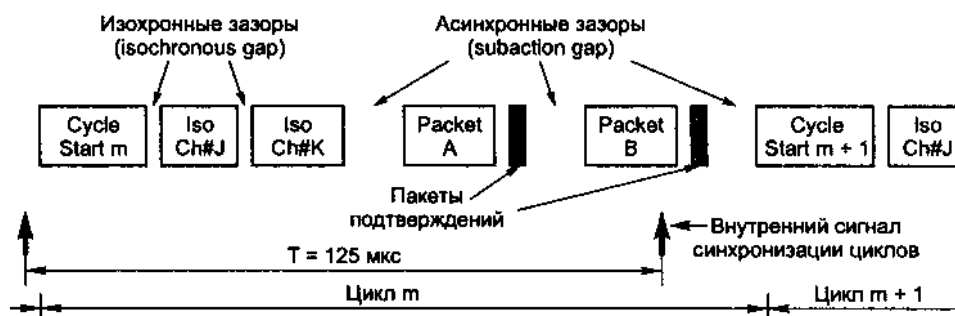 Изохронные зазоры
(isochronous gap)
Асинхронные зазоры
(subaction gap)
Cycle
Start m
Iso
Ch#J
Iso
Ch#K
Packet
A
Packet
B
Cycle
Start m + 1
Iso
Ch#J
Пакеты
подтверждений
Внутренний сигнал
синхронизации циклов
T = 125 мкс
Цикл m
Цикл m + 1